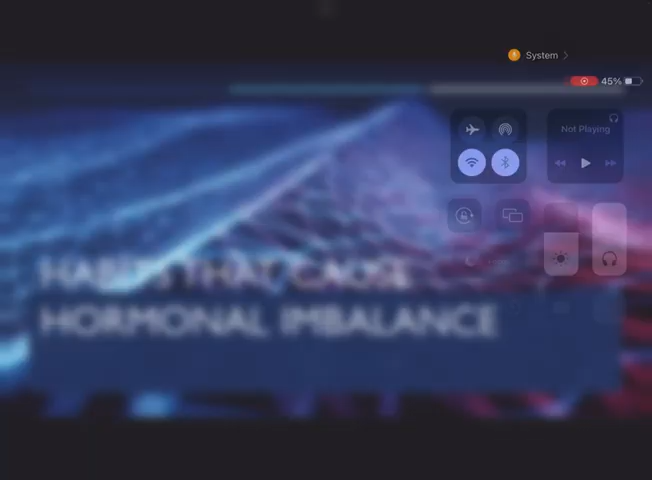 System
45%
Not Playing
HABITS THAT CAUSE
HORMONAL IMBALANCE